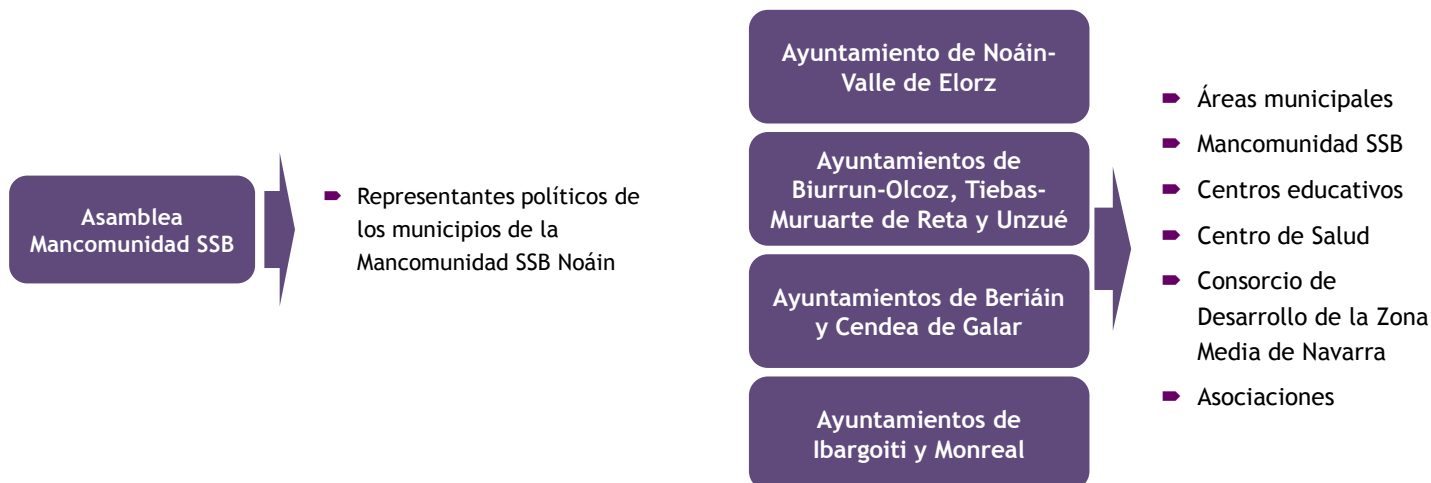 Asamblea
Mancomunidad SSB
Representantes políticos de
los municipios de la
Mancomunidad SSB Noáin
Ayuntamiento de Noáin-
Valle de Elorz
Ayuntamientos de
Biurrun-Olcoz, Tiebas-
Muruarte de Reta y Unzué
Ayuntamientos de Beriáin
y Cendea de Galar
Ayuntamientos de
Ibargoiti y Monreal
Áreas municipales
Mancomunidad SSB
Centros educativos
Centro de Salud
Consorcio de
Desarrollo de la Zona
Media de Navarra
Asociaciones